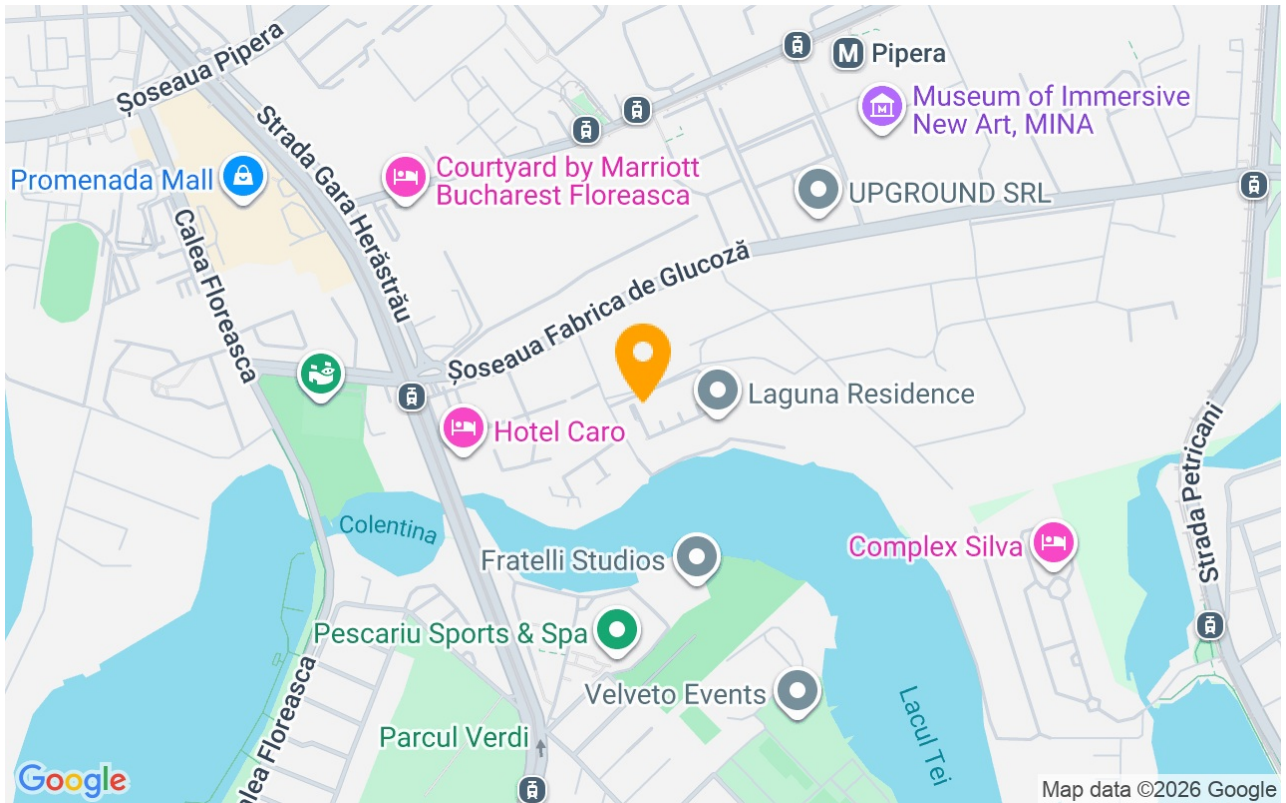 Șoseaua Pipera
M Pipera
Museum of Immersive
New Art, MINA
Strada Gara Herăstrău
Promenada Mall
Courtyard by Marriott
Bucharest Floreasca
UPGROUND SRL
Calea Floreasca
Șoseaua Fabrica de Glucoză
Laguna Residence
Hotel Caro
Strada Petricani
Colentina
Fratelli Studios
Complex Silva
Pescariu Sports & Spa
Velveto Events
Lacul Tei
Parcul Verdi
Calea Floreasca
Google
Map data ©2026 Google